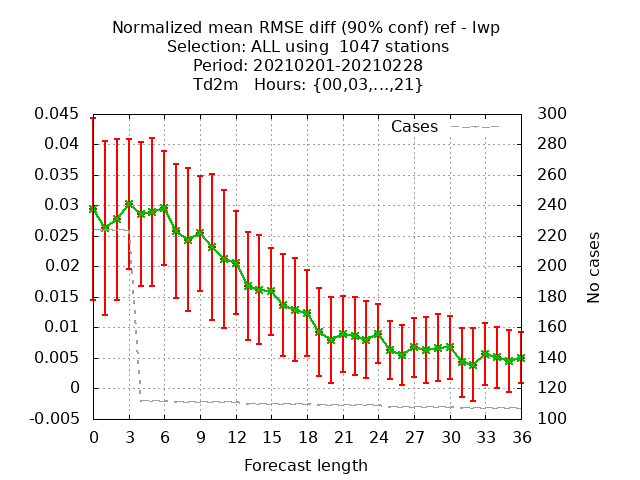 Normalized mean RMSE diff (90% conf) ref - lwp
Selection: ALL using  1047 stations
Period: 20210201-20210228
Td2m   Hours: {00,03,...,21}
Cases
0.045
0.04
0.035
0.03
0.025
0.02
0.015
0.01
0.005
0
-0.005
300
280
260
240
220
200
180
160
140
120
100
No cases
0 3 6 9 12 15 18 21 24 27 30 33 36
Forecast length